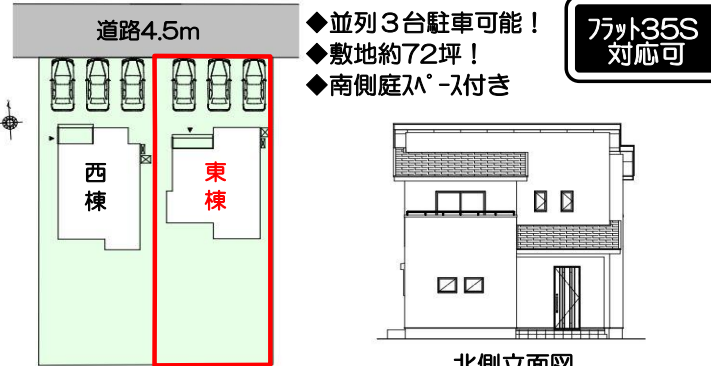 道路4.5m
◆並列３台駐車可能！
◆敷地約72坪！
◆南側庭ｽﾍﾟｰｽ付き
ﾌﾗｯﾄ35S
対応可
西棟
東棟
北側立面図